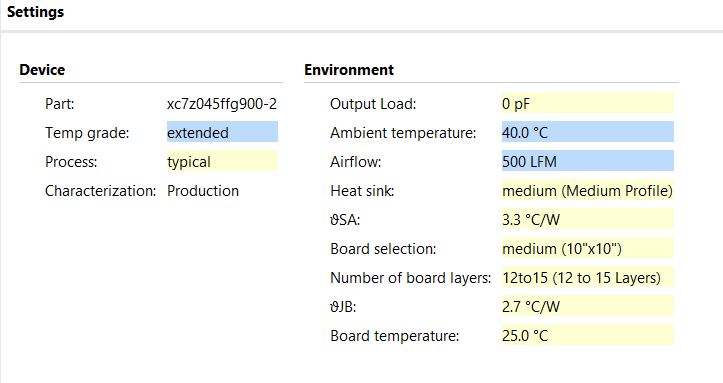 Settings
Device
Part: xc7z045ffg900-2
Temp grade: extended
Process: typical
Characterization: Production
Environment
Output Load: 0 pF
Ambient temperature: 40.0 °C
Airflow: 500 LFM
Heat sink: medium (Medium Profile)
ϑSA: 3.3 °C/W
Board selection: medium (10"x10")
Number of board layers: 12to15 (12 to 15 Layers)
ϑJB: 2.7 °C/W
Board temperature: 25.0 °C